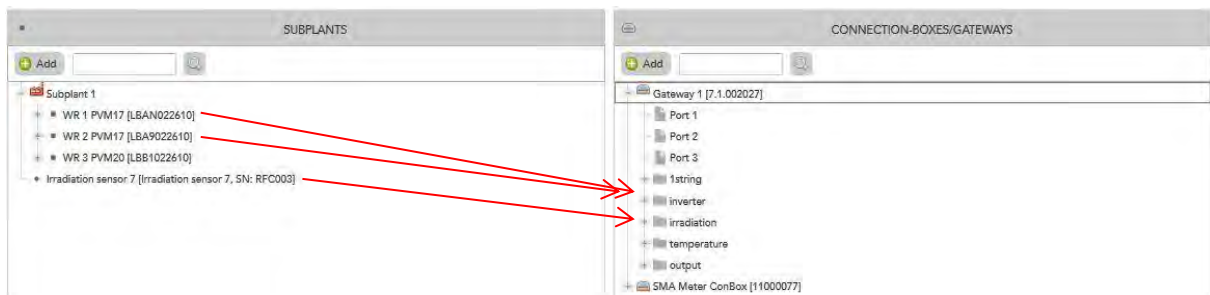 SUBPLANTS
Add
Subplant 1
WR 1 PVM17 [LBAN022610]
WR 2 PVM17 [LBA9022610]
WR 3 PVM20 [LBB1022610]
Irradiation sensor 7 [Irradiation sensor 7, SN: RFC003]
CONNECTION-BOXES/GATEWAYS
Add
Gateway 1 [7.1.002027]
Port 1
Port 2
Port 3
1string
inverter
irradiation
temperature
output
SMA Meter ConBox [11000077]